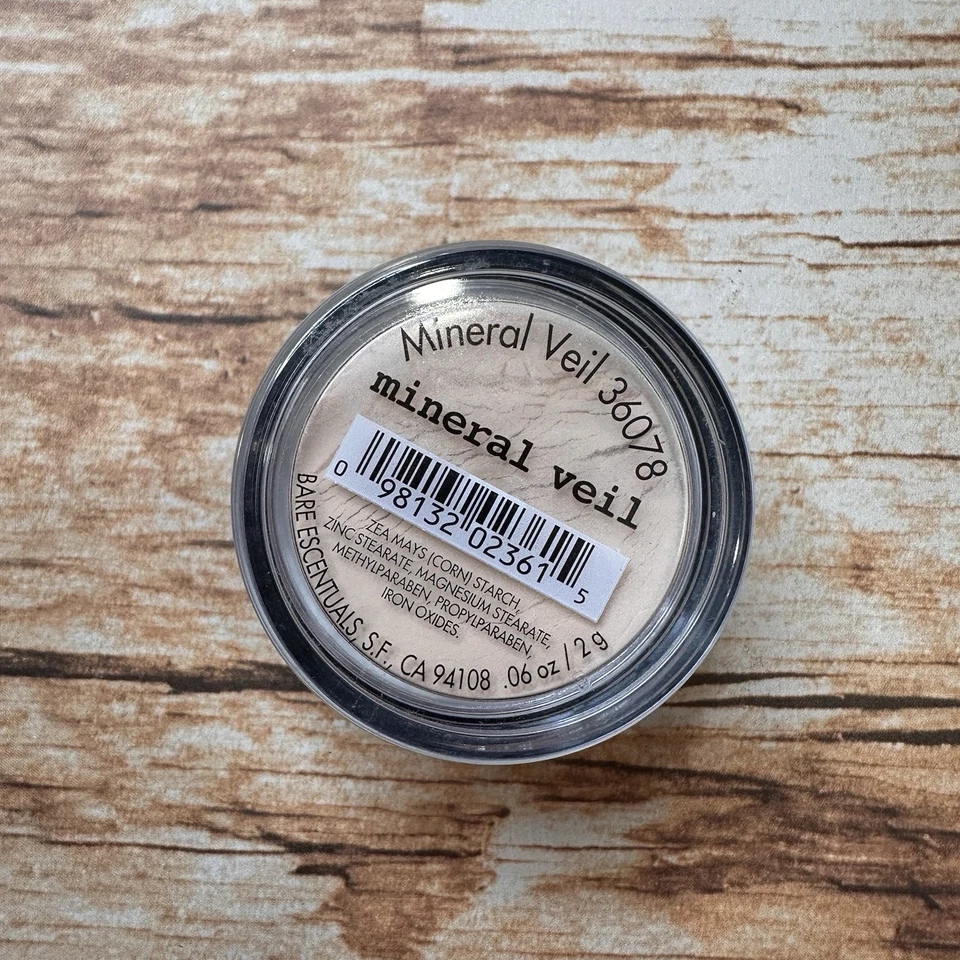 Mineral Veil 36078
mineral veil
0 98132 02361 5
ZEA MAYS (CORN) STARCH,
ZINC STEARATE, MAGNESIUM STEARATE,
METHYLPARABEN, PROPYLPARABEN,
IRON OXIDES.
BARE ESCENTUALS, S.F., CA 94108 .06 oz / 2 g